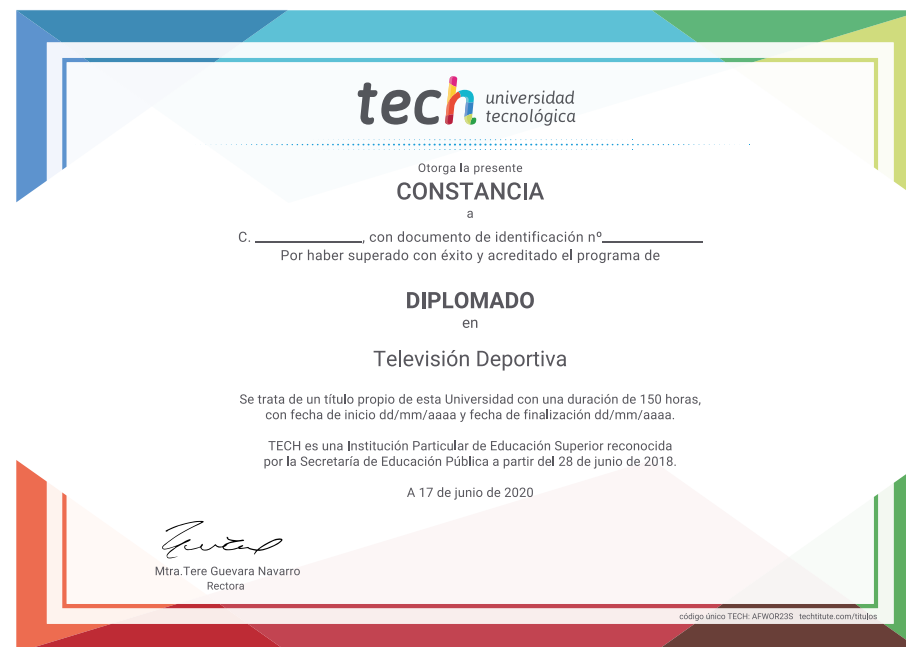 tech universidad
tecnológica
Otorga la presente
CONSTANCIA
a
C. ________________, con documento de identificación nº_______________
Por haber superado con éxito y acreditado el programa de
DIPLOMADO
en
Televisión Deportiva
Se trata de un título propio de esta Universidad con una duración de 150 horas,
con fecha de inicio dd/mm/aaaa y fecha de finalización dd/mm/aaaa.
TECH es una Institución Particular de Educación Superior reconocida
por la Secretaría de Educación Pública a partir del 28 de junio de 2018.
A 17 de junio de 2020
Mtra.Tere Guevara Navarro
Rectora
código único TECH: AFWOR23S techtitute.com/titulos